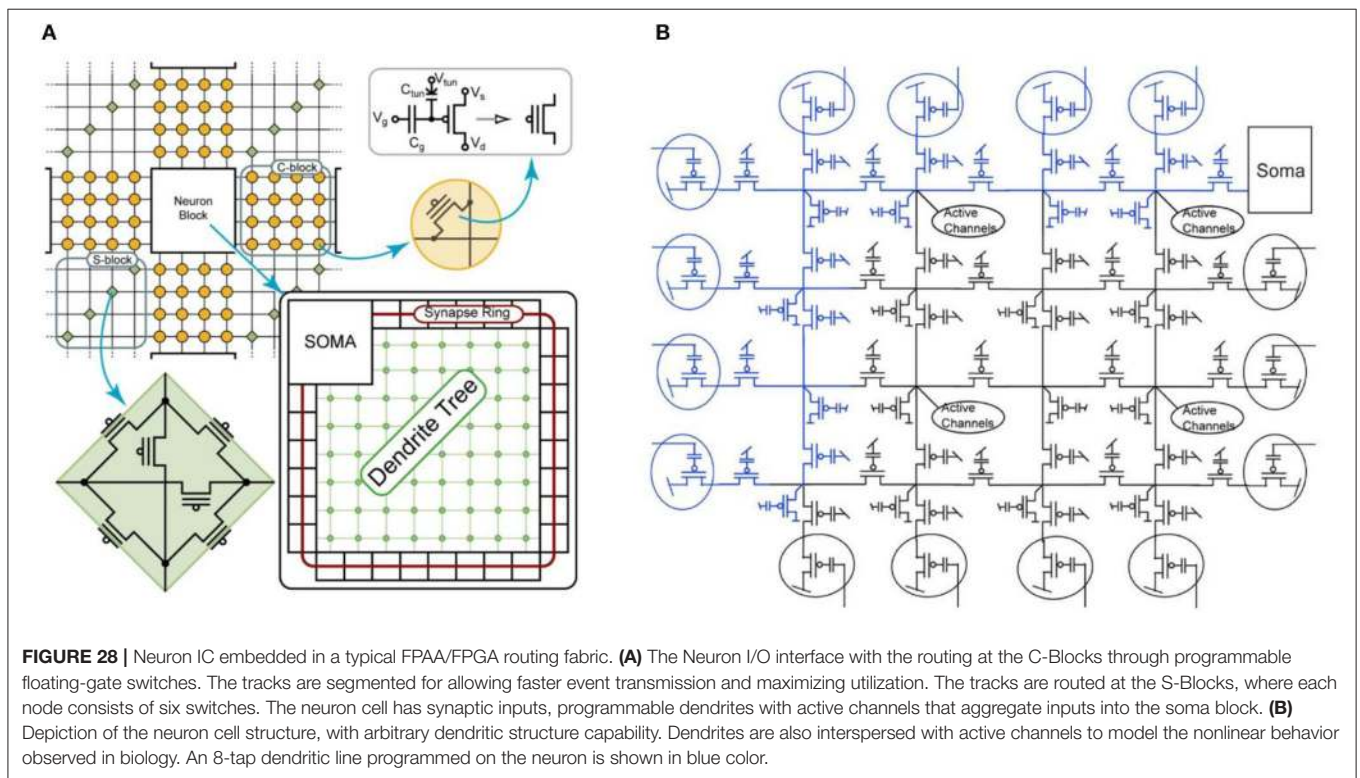 A
B
V_tun
C_tun
V_s
V_g
C_g
V_d
C-block
Neuron
Block
S-block
Synapse Ring
SOMA
Dendrite Tree
Soma
Active
Channels
Active
Channels
Active
Channels
Active
Channels
FIGURE 28 | Neuron IC embedded in a typical FPAA/FPGA routing fabric. (A) The Neuron I/O interface with the routing at the C-Blocks through programmable
floating-gate switches. The tracks are segmented for allowing faster event transmission and maximizing utilization. The tracks are routed at the S-Blocks, where each
node consists of six switches. The neuron cell has synaptic inputs, programmable dendrites with active channels that aggregate inputs into the soma block. (B)
Depiction of the neuron cell structure, with arbitrary dendritic structure capability. Dendrites are also interspersed with active channels to model the nonlinear behavior
observed in biology. An 8-tap dendritic line programmed on the neuron is shown in blue color.